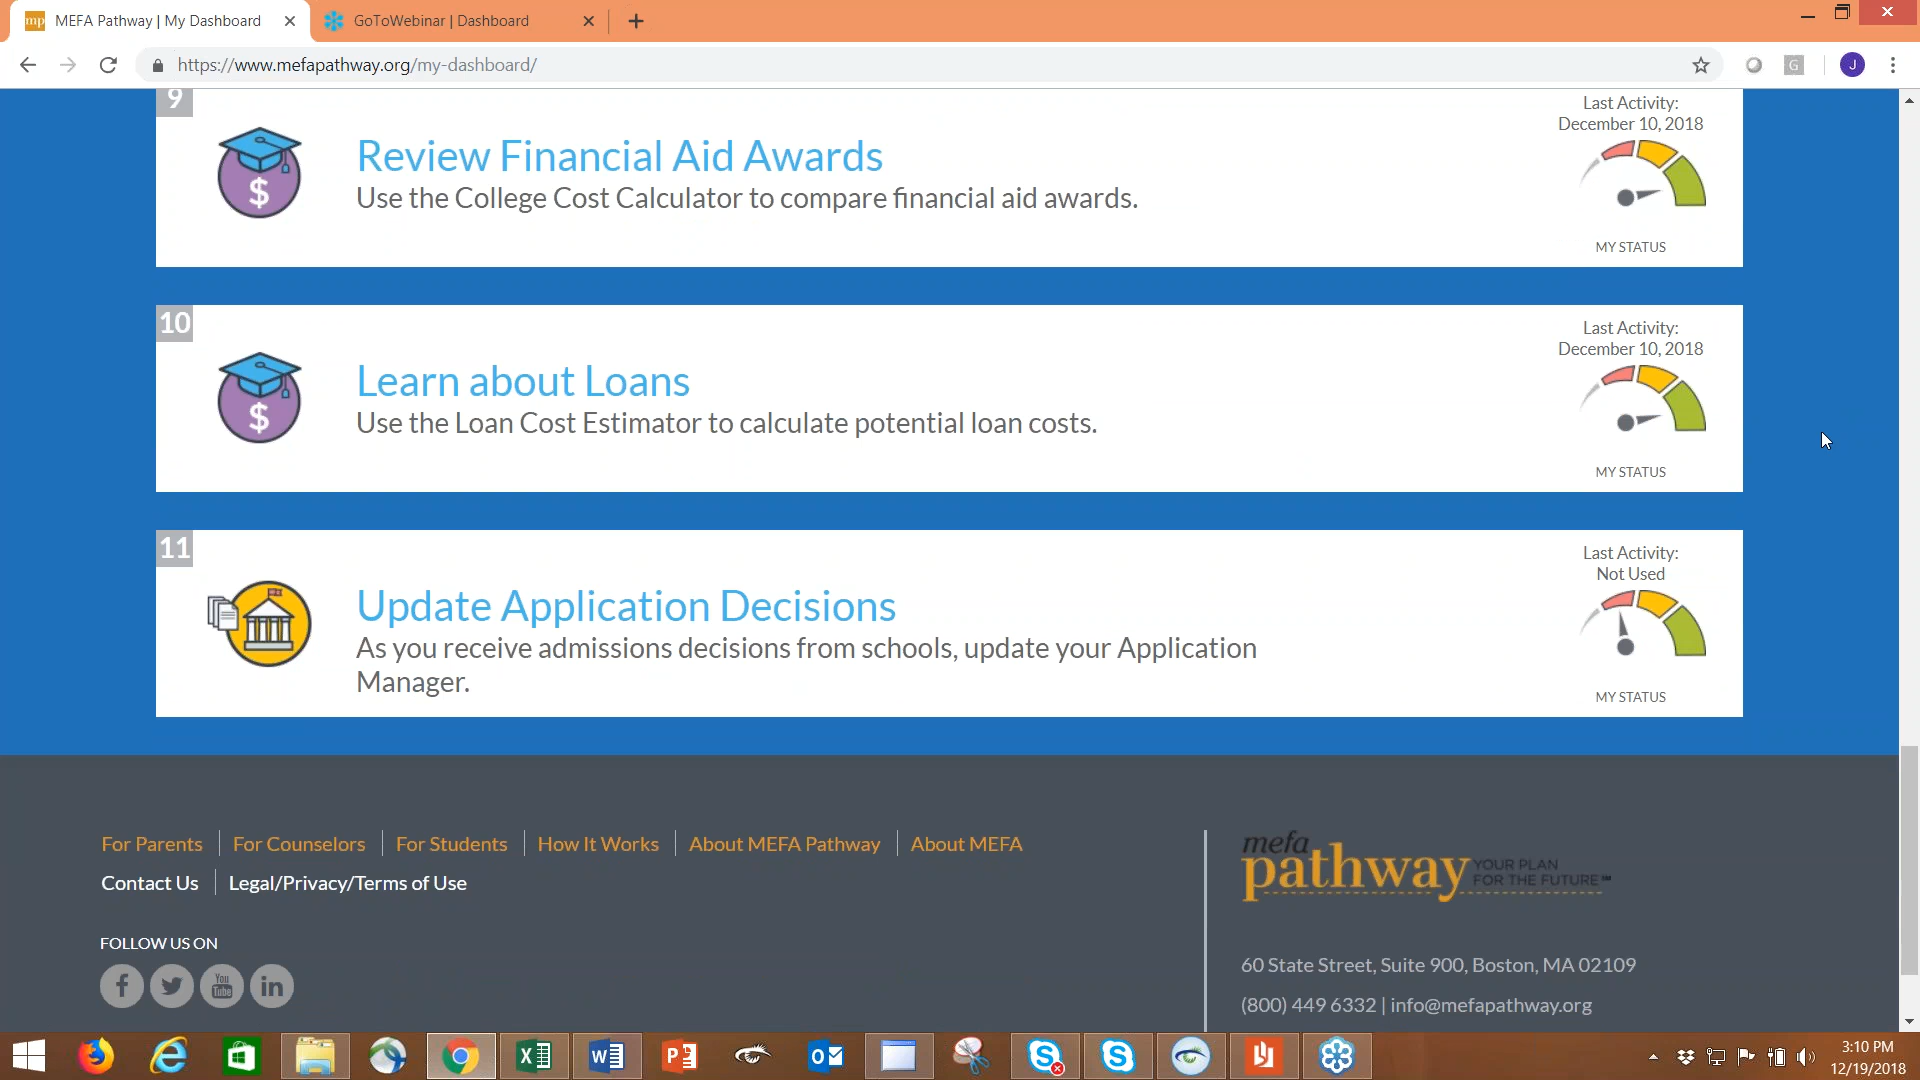 mp MEFA Pathway | My Dashboard
GoToWebinar | Dashboard
https://www.mefapathway.org/my-dashboard/
G
J
9
Review Financial Aid Awards
Use the College Cost Calculator to compare financial aid awards.
Last Activity:
December 10, 2018
MY STATUS
10
Learn about Loans
Use the Loan Cost Estimator to calculate potential loan costs.
Last Activity:
December 10, 2018
MY STATUS
11
Update Application Decisions
As you receive admissions decisions from schools, update your Application
Manager.
Last Activity:
Not Used
MY STATUS
For Parents
For Counselors
For Students
How It Works
About MEFA Pathway
About MEFA
Contact Us
Legal/Privacy/Terms of Use
FOLLOW US ON
You Tube
in
mefa
pathway
YOUR PLAN
FOR THE FUTURE℠
60 State Street, Suite 900, Boston, MA 02109
(800) 449 6332 | info@mefapathway.org
3:10 PM
12/19/2018